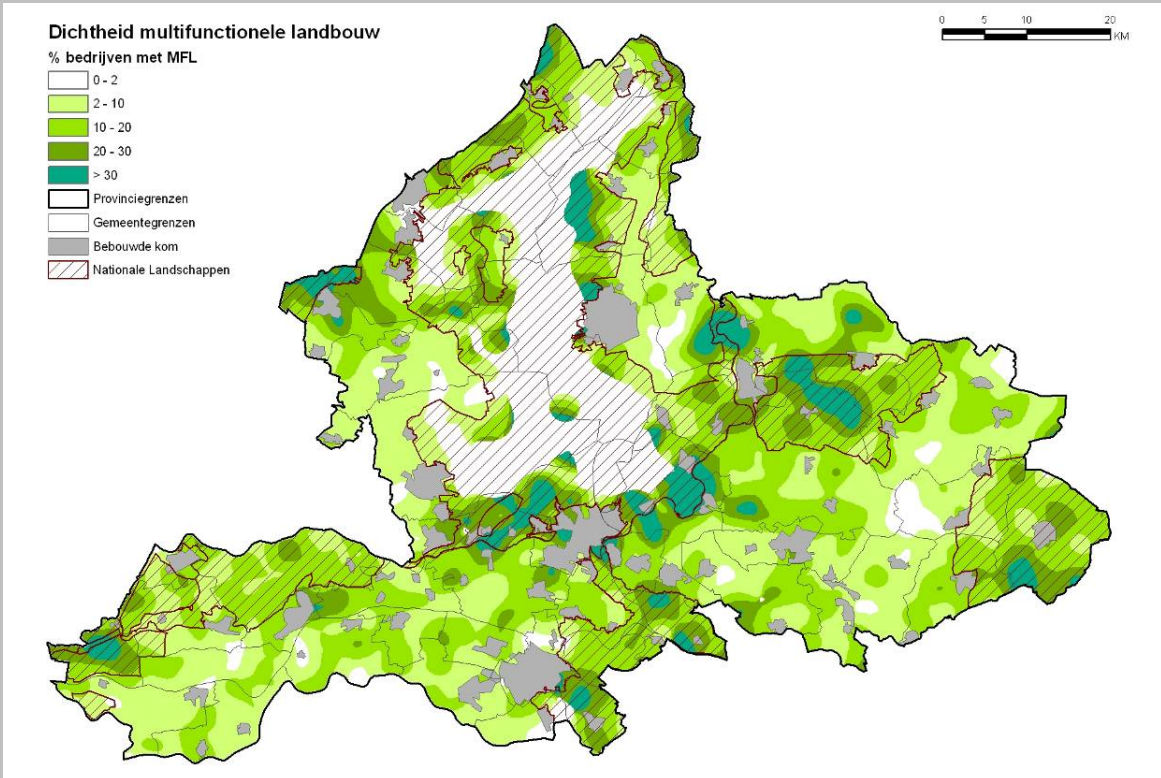 Dichtheid multifunctionele landbouw
% bedrijven met MFL
0 - 2
2 - 10
10 - 20
20 - 30
> 30
Provinciegrenzen
Gemeentegrenzen
Bebouwde kom
Nationale Landschappen
0 5 10 20
KM